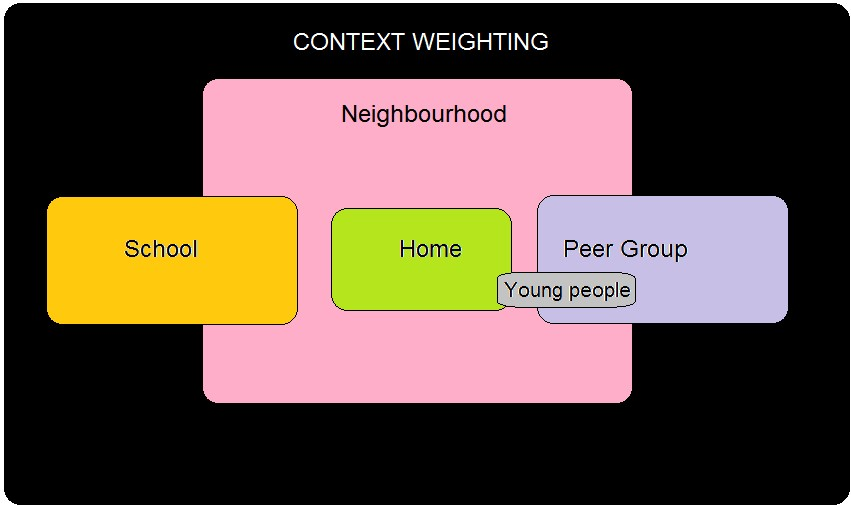 CONTEXT WEIGHTING
Neighbourhood
School
Home
Peer Group
Young people